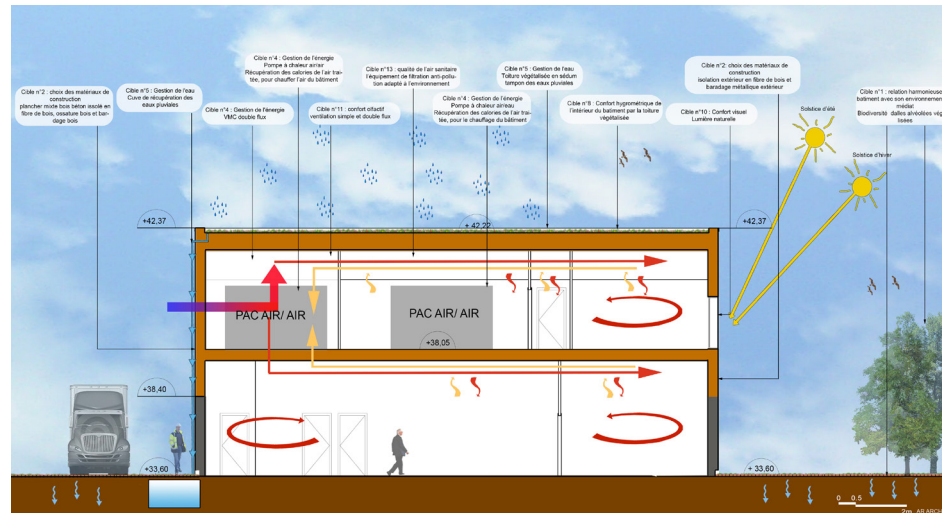 Cible n°2 : choix des matériaux de
construction
plancher mixte bois béton isolé en
fibre de bois, ossature bois et bar-
dage bois
Cible n°5 : Gestion de l'eau
Cuve de récupération des
eaux pluviales
Cible n°4 : Gestion de l'énergie
VMC double flux
Cible n°4 : Gestion de l'énergie
Pompe à chaleur air/air
Récupération des calories de l'air trai-
tée, pour chauffer l'air du bâtiment
Cible n°11 : confort olfactif
ventilation simple et double flux
Cible n°13 : qualité de l'air sanitaire
l'équipement de filtration anti-pollu-
tion adapté à l'environnement
Cible n°4 : Gestion de l'énergie
Pompe à chaleur air/eau
Récupération des calories de l'air trai-
tée, pour le chauffage du bâtiment
Cible n°5 : Gestion de l'eau
Toiture végétalisée en sédum
tampon des eaux pluviales
Cible n°8 : Confort hygrométrique de
l'intérieur du batiment par la toiture
végétalisée
Cible n°2: choix des matériaux de
construction
isolation extérieur en fibre de bois et
baradage métallique extérieur
Cible n°10 : Confort visuel
Lumière naturelle
Cible n°1 : relation harmonieuse
batiment avec son environnem
médiat
Biodiversité dalles alvéolées vég
lisées
Solstice d'été
Solstice d'hiver
+42,37
+ 42,22
+42,37
PAC AIR/ AIR
PAC AIR/ AIR
+38,05
+38,40
+33,60
+ 33,60
0 0.5
2m
AB ARCH